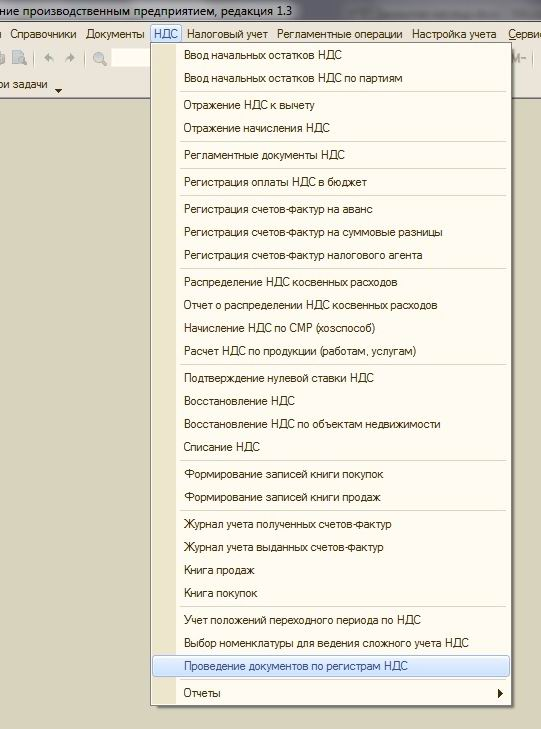 ние производственным предприятием, редакция 1.3
Справочники Документы НДС Налоговый учет Регламентные операции Настройка учета Серви
M-
ои задачи
Ввод начальных остатков НДС
Ввод начальных остатков НДС по партиям
Отражение НДС к вычету
Отражение начисления НДС
Регламентные документы НДС
Регистрация оплаты НДС в бюджет
Регистрация счетов-фактур на аванс
Регистрация счетов-фактур на суммовые разницы
Регистрация счетов-фактур налогового агента
Распределение НДС косвенных расходов
Отчет о распределении НДС косвенных расходов
Начисление НДС по СМР (хозспособ)
Расчет НДС по продукции (работам, услугам)
Подтверждение нулевой ставки НДС
Восстановление НДС
Восстановление НДС по объектам недвижимости
Списание НДС
Формирование записей книги покупок
Формирование записей книги продаж
Журнал учета полученных счетов-фактур
Журнал учета выданных счетов-фактур
Книга продаж
Книга покупок
Учет положений переходного периода по НДС
Выбор номенклатуры для ведения сложного учета НДС
Проведение документов по регистрам НДС
Отчеты